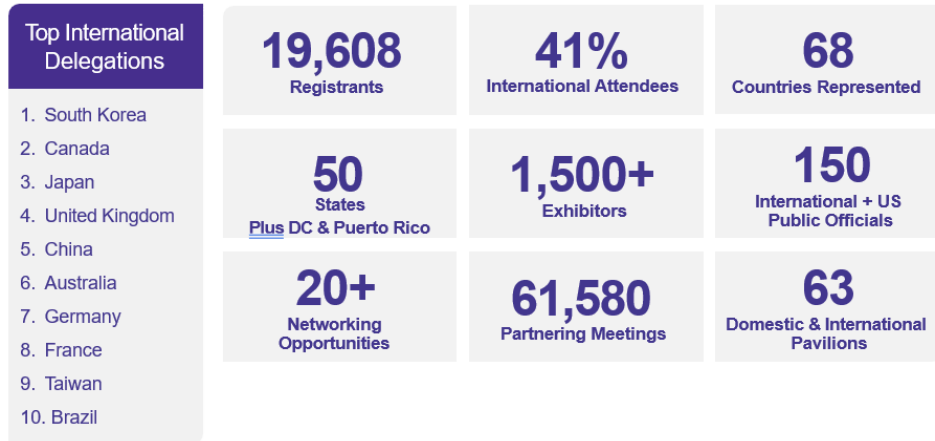 Top International
Delegations
1. South Korea
2. Canada
3. Japan
4. United Kingdom
5. China
6. Australia
7. Germany
8. France
9. Taiwan
10. Brazil
19,608
Registrants
41%
International Attendees
68
Countries Represented
50
States
Plus DC & Puerto Rico
1,500+
Exhibitors
150
International + US
Public Officials
20+
Networking
Opportunities
61,580
Partnering Meetings
63
Domestic & International
Pavilions